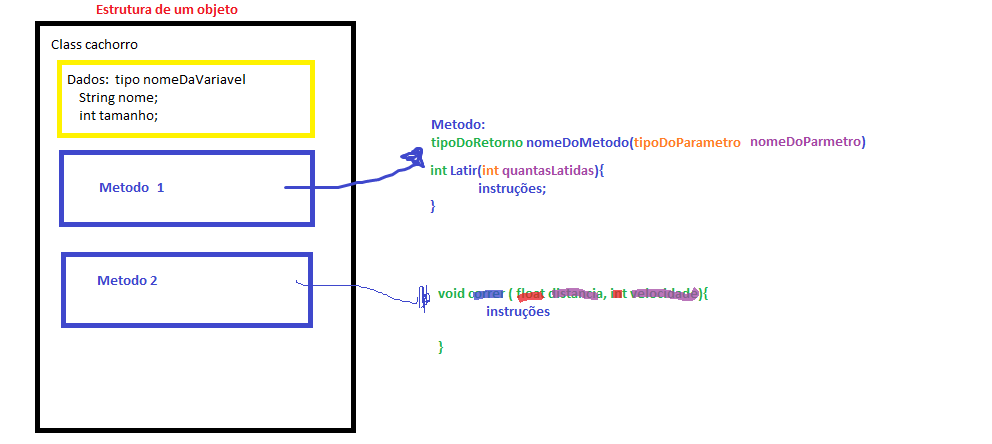 Estrutura de um objeto
Class cachorro
Dados: tipo nomeDaVariavel
String nome;
int tamanho;
Metodo 1
Metodo 2
Metodo:
tipoDoRetorno nomeDoMetodo(tipoDoParametro nomeDoParmetro)
int Latir(int quantasLatidas){
instruções;
}
void correr ( float distancia, int velocidade){
instruções
}